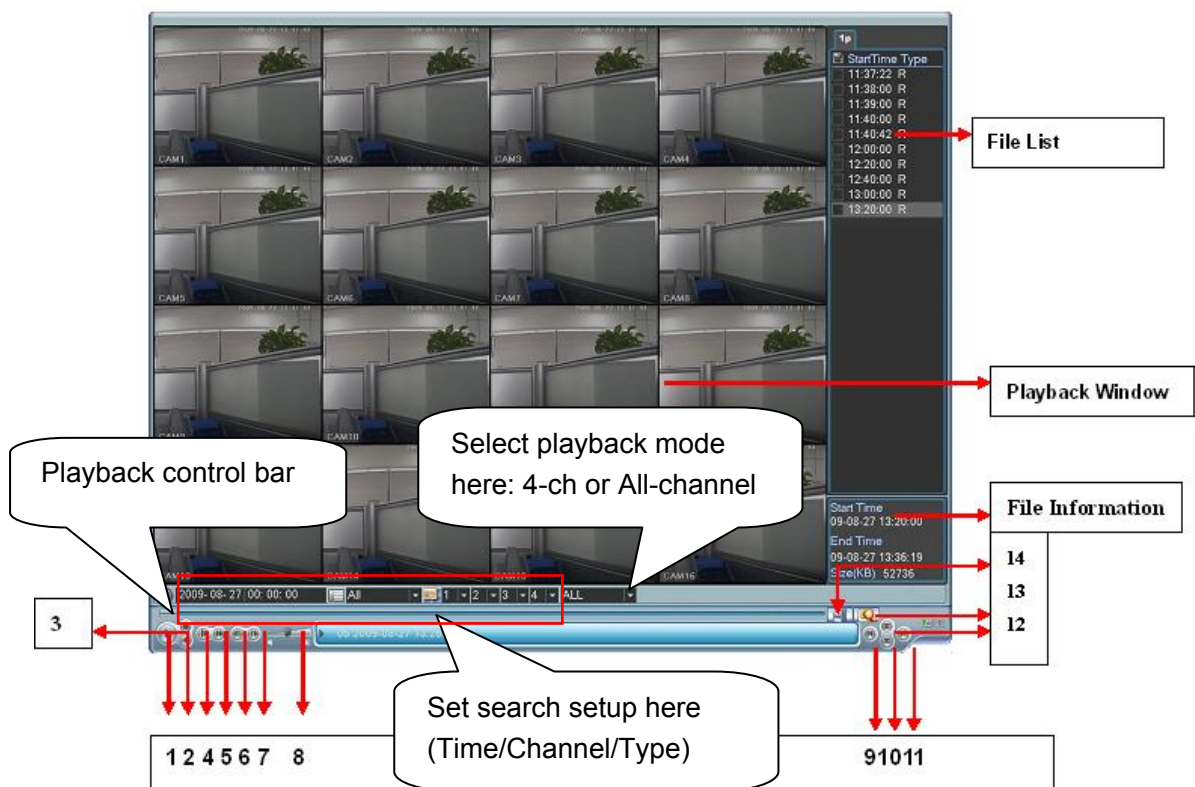 1p
StartTime Type
11:37:22 R
11:38:00 R
11:39:00 R
11:40:00 R
11:40:42 R
12:00:00 R
12:20:00 R
12:40:00 R
13:00:00 R
13:20:00 R
File List
CAM1 CAM2 CAM3 CAM4
CAM5 CAM6 CAM7 CAM8
Playback Window
CAM10
Playback control bar
Select playback mode
here: 4-ch or All-channel
CAM16
Start Time
09-08-27 13:20:00
End Time
09-08-27 13:36:19
Size(KB) 52736
File Information
14
13
12
2009-08-27 00:00:00 All 1 2 3 4 ALL
3
Set search setup here
(Time/Channel/Type)
1 2 4 5 6 7 8
91011